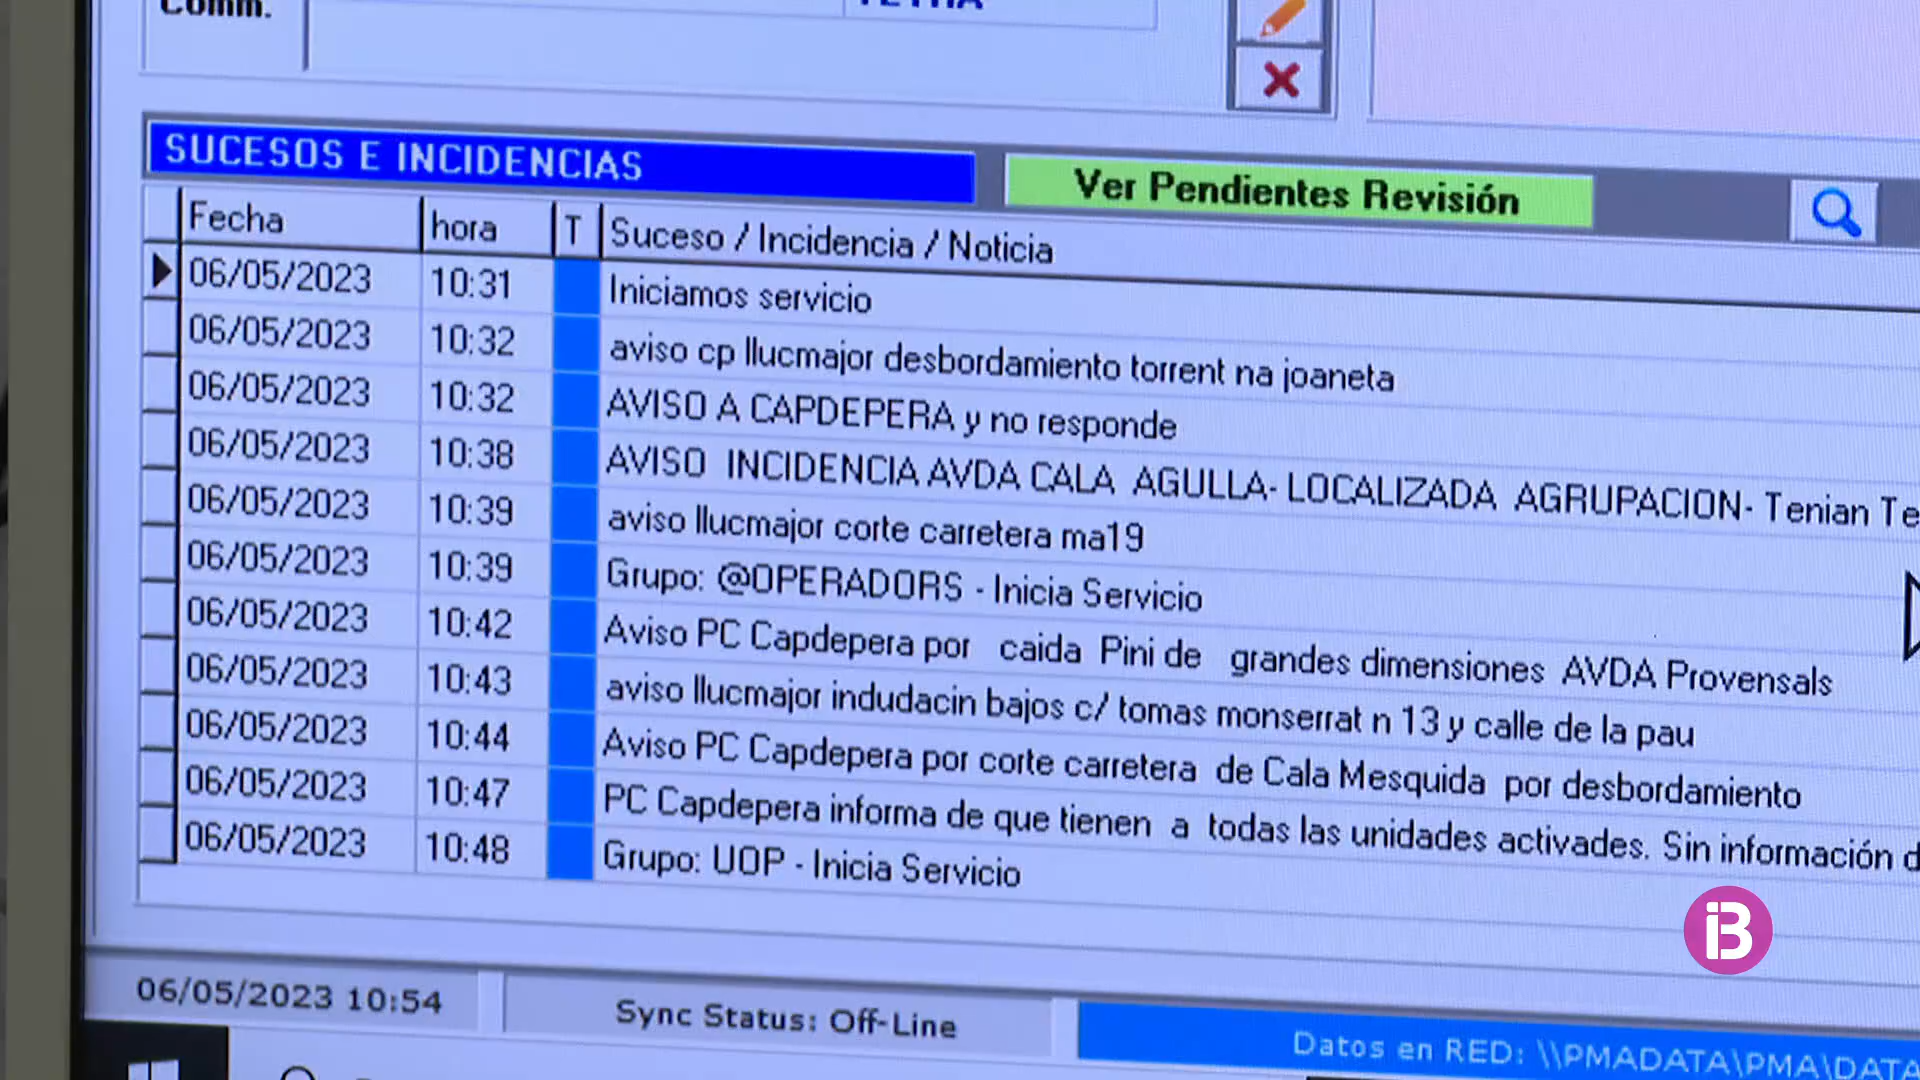 Comm.
SUCESOS E INCIDENCIAS
Ver Pendientes Revisión
Fecha hora T Suceso / Incidencia / Noticia
06/05/2023 10:31 Iniciamos servicio
06/05/2023 10:32 aviso cp llucmajor desbordamiento torrent na joaneta
06/05/2023 10:32 AVISO A CAPDEPERA y no responde
06/05/2023 10:38 AVISO INCIDENCIA AVDA CALA AGULLA- LOCALIZADA AGRUPACION- Tenian Te
06/05/2023 10:39 aviso llucmajor corte carretera ma19
06/05/2023 10:39 Grupo: @OPERADORS - Inicia Servicio
06/05/2023 10:42 Aviso PC Capdepera por caida Pini de grandes dimensiones AVDA Provensals
06/05/2023 10:43 aviso llucmajor indudacin bajos c/ tomas monserrat n 13 y calle de la pau
06/05/2023 10:44 Aviso PC Capdepera por corte carretera de Cala Mesquida por desbordamiento
06/05/2023 10:47 PC Capdepera informa de que tienen a todas las unidades activades. Sin información d
06/05/2023 10:48 Grupo: UOP - Inicia Servicio
IB
06/05/2023 10:54 Sync Status: Off-Line Datos en RED: \\PMADATA\PMA\DATA